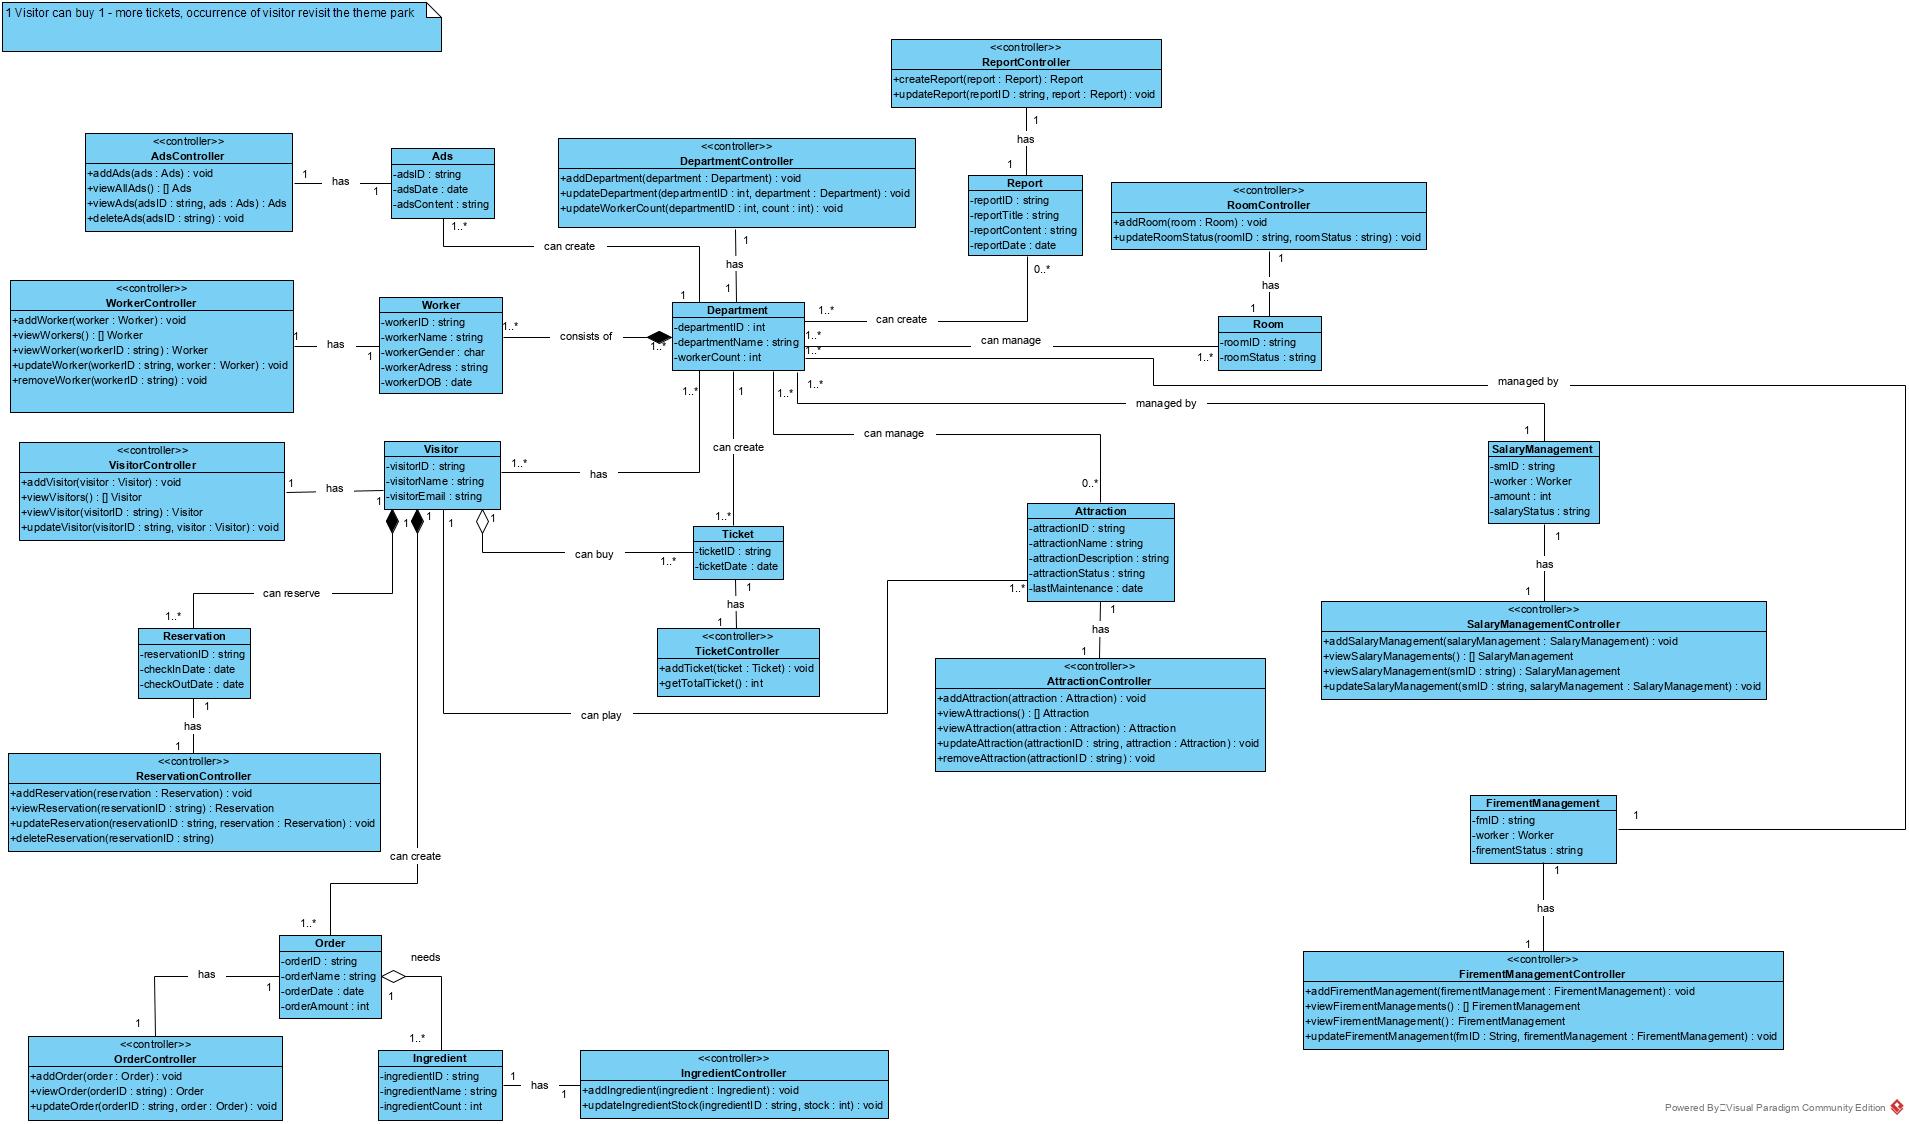 1 Visitor can buy 1 - more tickets, occurrence of visitor revisit the theme park
<<controller>>
ReportController
+createReport(report : Report) : Report
+updateReport(reportID : string, report : Report) : void
1
has
1
<<controller>>
AdsController
+addAds(ads : Ads) : void
+viewAllAds() : [] Ads
+viewAds(adsID : string, ads : Ads) : Ads
+deleteAds(adsID : string) : void
1
has
1
Ads
-adsID : string
-adsDate : date
-adsContent : string
1..*
can create
1
<<controller>>
DepartmentController
+addDepartment(department : Department) : void
+updateDepartment(departmentID : int, department : Department) : void
+updateWorkerCount(departmentID : int, count : int) : void
1
has
1
Report
-reportID : string
-reportTitle : string
-reportContent : string
-reportDate : date
0..*
can create
1..*
<<controller>>
RoomController
+addRoom(room : Room) : void
+updateRoomStatus(roomID : string, roomStatus : string) : void
1
has
1
<<controller>>
WorkerController
+addWorker(worker : Worker) : void
+viewWorkers() : [] Worker
+viewWorker(workerID : string) : Worker
+updateWorker(workerID : string, worker : Worker) : void
+removeWorker(workerID : string) : void
1
has
1
Worker
-workerID : string
-workerName : string
-workerGender : char
-workerAdress : string
-workerDOB : date
1..*
consists of
1..*
Department
-departmentID : int
-departmentName : string
-workerCount : int
1..*
can manage
1..*
Room
-roomID : string
-roomStatus : string
1..*
managed by
1
1..*
managed by
1
<<controller>>
VisitorController
+addVisitor(visitor : Visitor) : void
+viewVisitors() : [] Visitor
+viewVisitor(visitorID : string) : Visitor
+updateVisitor(visitorID : string, visitor : Visitor) : void
1
has
1
Visitor
-visitorID : string
-visitorName : string
-visitorEmail : string
1..*
has
1..*
1
can create
1..*
1..*
can manage
0..*
SalaryManagement
-smID : string
-worker : Worker
-amount : int
-salaryStatus : string
1
has
1
1
1
1
1
can buy
1..*
Ticket
-ticketID : string
-ticketDate : date
1
has
1
Attraction
-attractionID : string
-attractionName : string
-attractionDescription : string
-attractionStatus : string
-lastMaintenance : date
1..*
1
has
1
can reserve
1..*
Reservation
-reservationID : string
-checkInDate : date
-checkOutDate : date
1
has
1
<<controller>>
TicketController
+addTicket(ticket : Ticket) : void
+getTotalTicket() : int
can play
<<controller>>
AttractionController
+addAttraction(attraction : Attraction) : void
+viewAttractions() : [] Attraction
+viewAttraction(attraction : Attraction) : Attraction
+updateAttraction(attractionID : string, attraction : Attraction) : void
+removeAttraction(attractionID : string) : void
<<controller>>
SalaryManagementController
+addSalaryManagement(salaryManagement : SalaryManagement) : void
+viewSalaryManagements() : [] SalaryManagement
+viewSalaryManagement(smID : string) : SalaryManagement
+updateSalaryManagement(smID : string, salaryManagement : SalaryManagement) : void
<<controller>>
ReservationController
+addReservation(reservation : Reservation) : void
+viewReservation(reservationID : string) : Reservation
+updateReservation(reservationID : string, reservation : Reservation) : void
+deleteReservation(reservationID : string)
can create
1..*
FirementManagement
-fmID : string
-worker : Worker
-firementStatus : string
1
has
1
Order
-orderID : string
-orderName : string
-orderDate : date
-orderAmount : int
has
1
1
needs
1
1..*
<<controller>>
FirementManagementController
+addFirementManagement(firementManagement : FirementManagement) : void
+viewFirementManagements() : [] FirementManagement
+viewFirementManagement() : FirementManagement
+updateFirementManagement(fmID : String, firementManagement : FirementManagement) : void
<<controller>>
OrderController
+addOrder(order : Order) : void
+viewOrder(orderID : string) : Order
+updateOrder(orderID : string, order : Order) : void
Ingredient
-ingredientID : string
-ingredientName : string
-ingredientCount : int
1
has
1
<<controller>>
IngredientController
+addIngredient(ingredient : Ingredient) : void
+updateIngredientStock(ingredientID : string, stock : int) : void
Powered By Visual Paradigm Community Edition